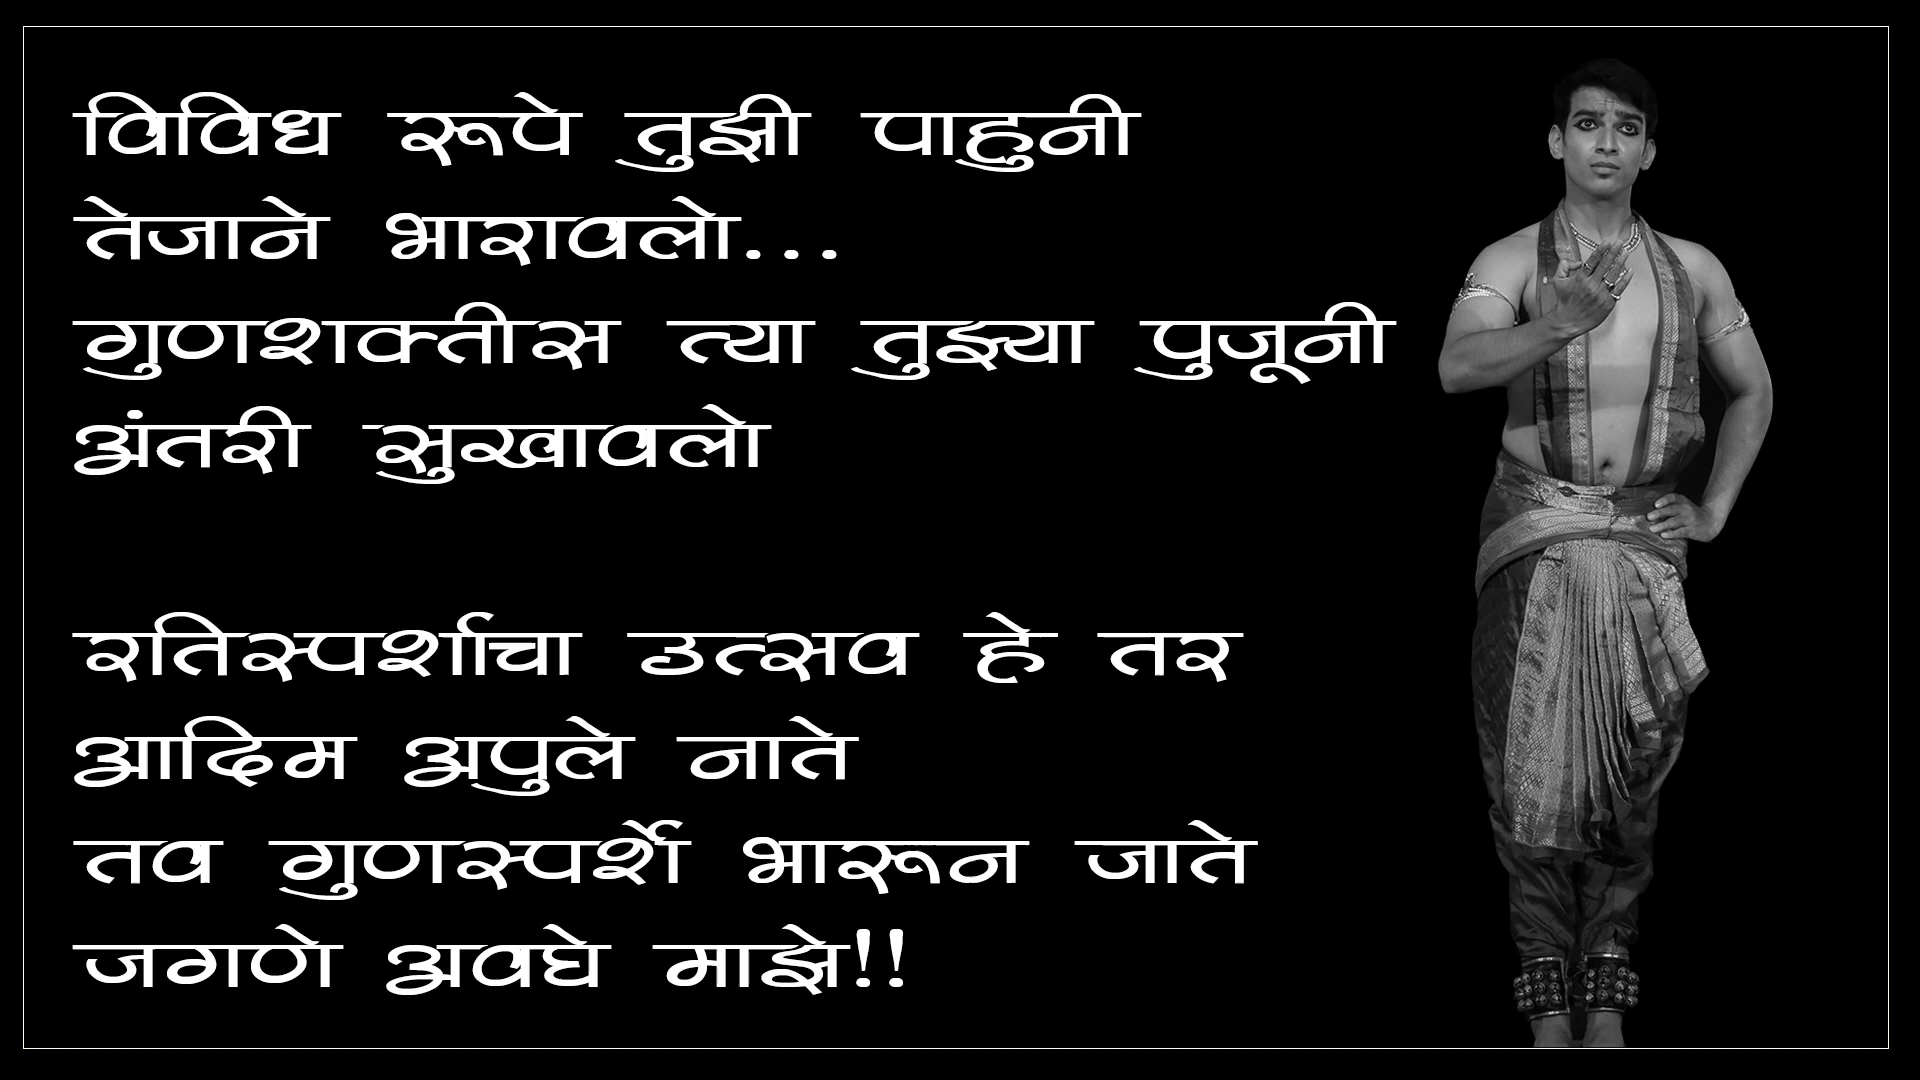 विविध रूपे तुझी पाहुनी
तेजाने भारावलो...
गुणशक्तीस त्या तुझ्या पुजूनी
अंतरी सुखावलो
रतिस्पर्शाचा उत्सव हे तर
आदिम अपुले नाते
तव गुणस्पर्शे भारून जाते
जगणे अवघे माझे!!